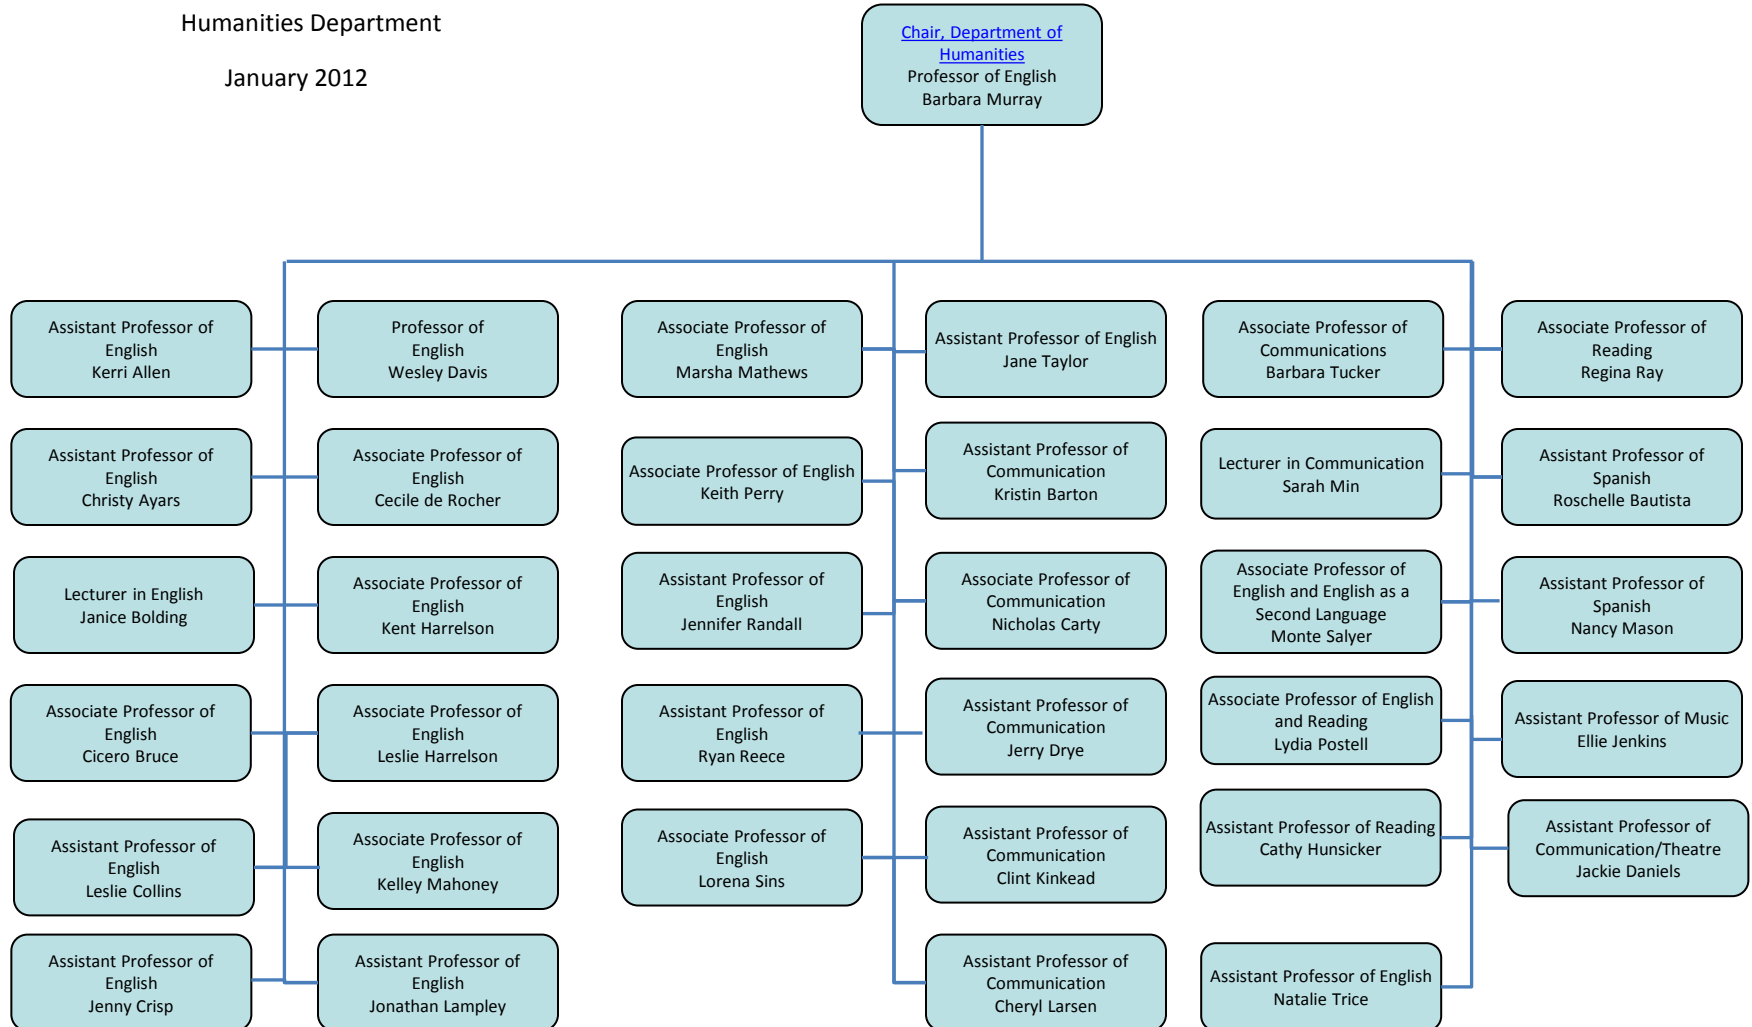 Humanities Department
January 2012
Chair, Department of
Humanities
Professor of English
Barbara Murray
Assistant Professor of
English
Kerri Allen
Professor of
English
Wesley Davis
Associate Professor of
English
Marsha Mathews
Assistant Professor of English
Jane Taylor
Associate Professor of
Communications
Barbara Tucker
Associate Professor of
Reading
Regina Ray
Assistant Professor of
English
Christy Ayars
Associate Professor of
English
Cecile de Rocher
Associate Professor of English
Keith Perry
Assistant Professor of
Communication
Kristin Barton
Lecturer in Communication
Sarah Min
Assistant Professor of
Spanish
Roschelle Bautista
Lecturer in English
Janice Bolding
Associate Professor of
English
Kent Harrelson
Assistant Professor of
English
Jennifer Randall
Associate Professor of
Communication
Nicholas Carty
Associate Professor of
English and English as a
Second Language
Monte Salyer
Assistant Professor of
Spanish
Nancy Mason
Associate Professor of
English
Cicero Bruce
Associate Professor of
English
Leslie Harrelson
Assistant Professor of
English
Ryan Reece
Assistant Professor of
Communication
Jerry Drye
Associate Professor of English
and Reading
Lydia Postell
Assistant Professor of Music
Ellie Jenkins
Assistant Professor of
English
Leslie Collins
Associate Professor of
English
Kelley Mahoney
Associate Professor of
English
Lorena Sins
Assistant Professor of
Communication
Clint Kinkead
Assistant Professor of Reading
Cathy Hunsicker
Assistant Professor of
Communication/Theatre
Jackie Daniels
Assistant Professor of
English
Jenny Crisp
Assistant Professor of
English
Jonathan Lampley
Assistant Professor of
Communication
Cheryl Larsen
Assistant Professor of English
Natalie Trice